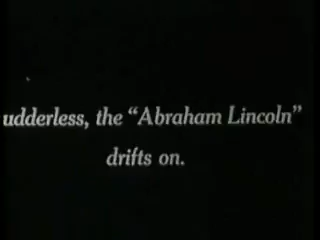 udderless, the “Abraham Lincoln”
drifts on.